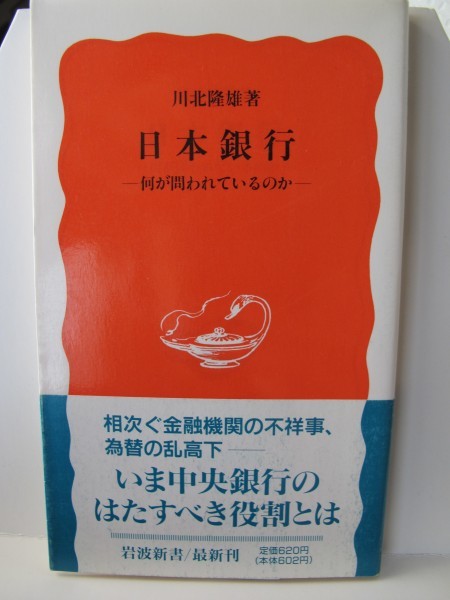 川北隆雄著
日本銀行
―何が問われているのか―
相次ぐ金融機関の不祥事、
為替の乱高下――
いま中央銀行の
はたすべき役割とは
岩波新書/最新刊
定価620円
(本体602円)